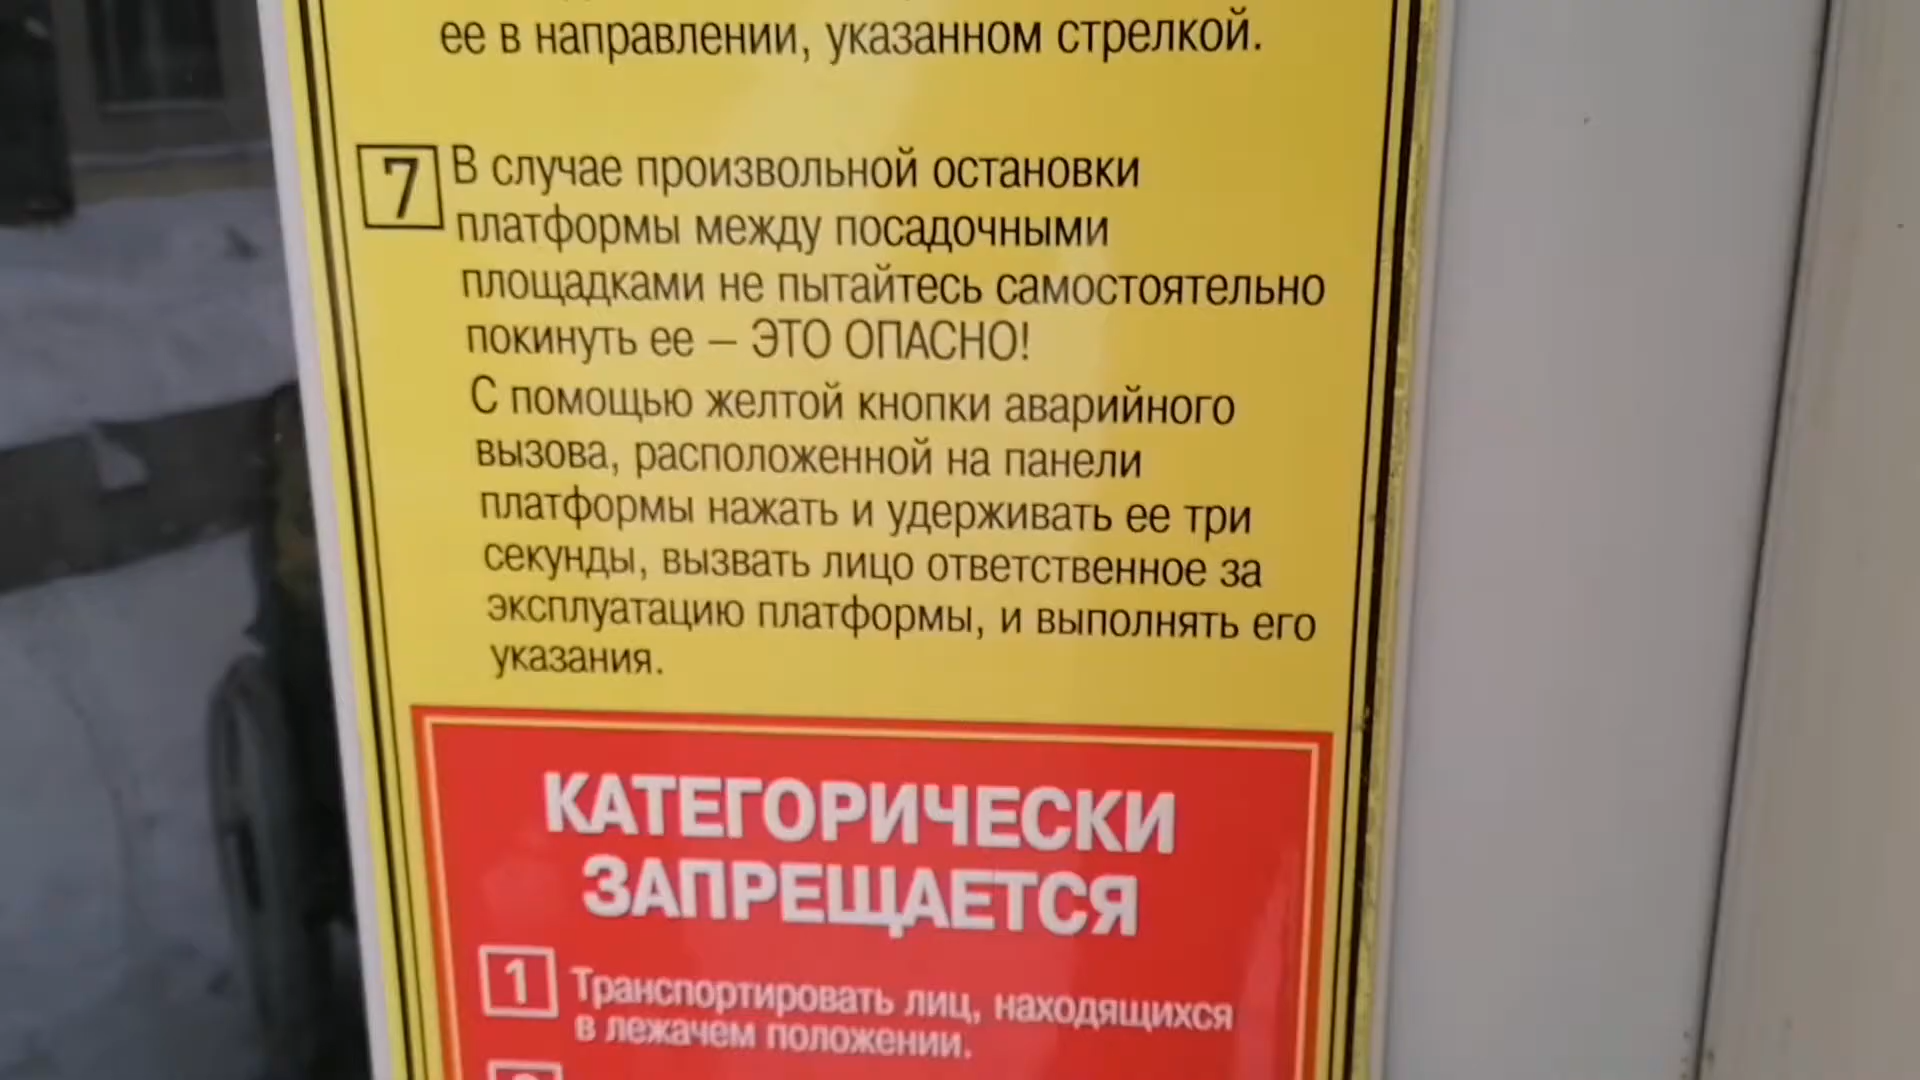 ее в направлении, указанном стрелкой.
7 В случае произвольной остановки
платформы между посадочными
площадками не пытайтесь самостоятельно
покинуть ее – ЭТО ОПАСНО!
С помощью желтой кнопки аварийного
вызова, расположенной на панели
платформы нажать и удерживать ее три
секунды, вызвать лицо ответственное за
эксплуатацию платформы, и выполнять его
указания.
КАТЕГОРИЧЕСКИ
ЗАПРЕЩАЕТСЯ
1 Транспортировать лиц, находящихся
в лежачем положении.